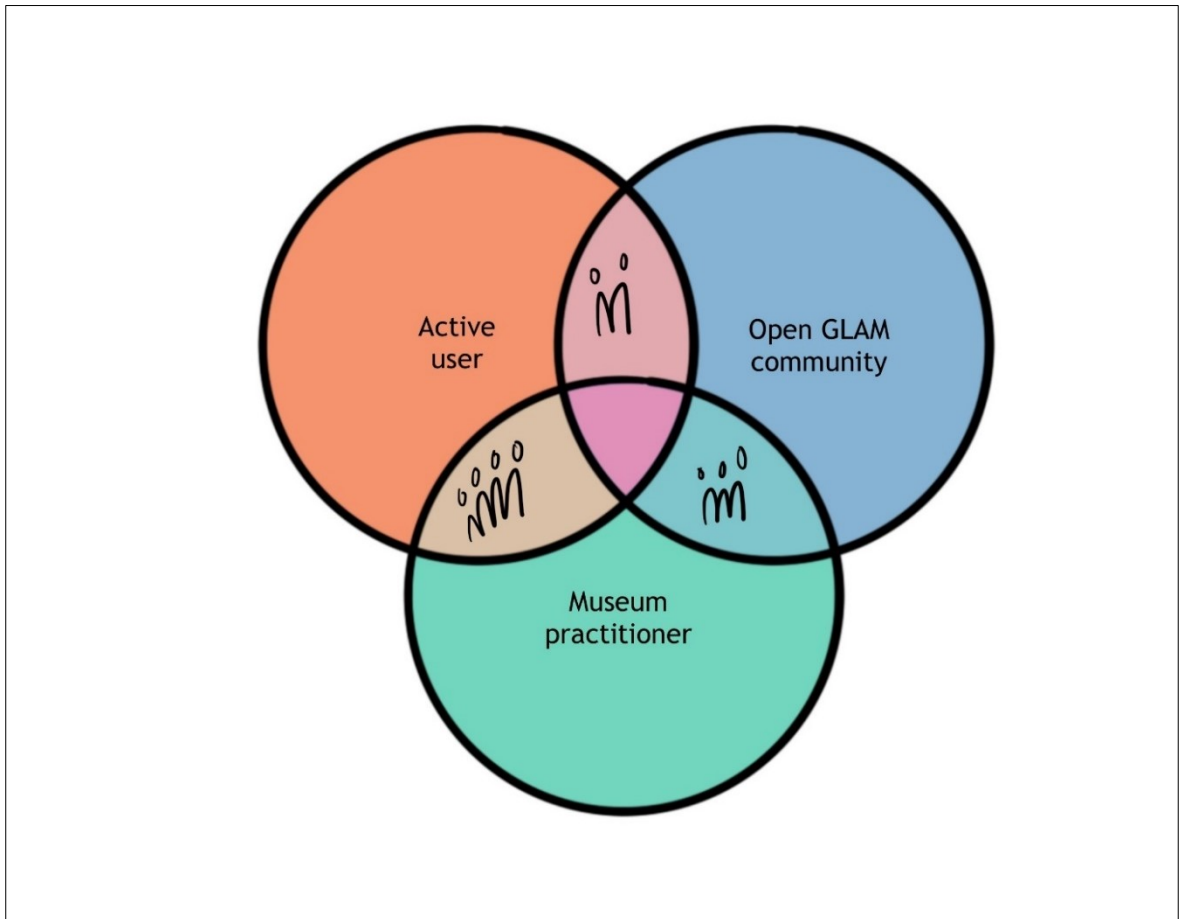 Active
user
Open GLAM
community
Museum
practitioner